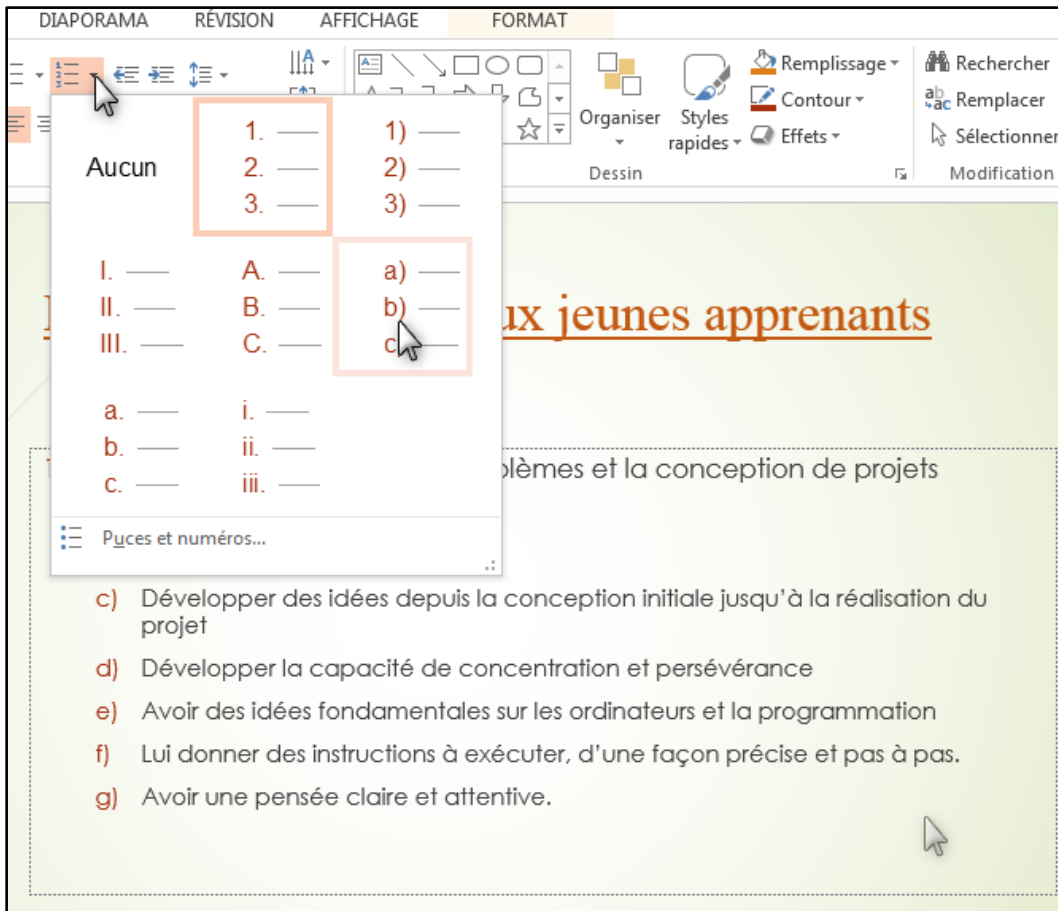 DIAPORAMA RÉVISION AFFICHAGE FORMAT
Remplissage
Contour
Effets
Organiser
Styles
rapides
Dessin
Rechercher
Remplacer
Sélectionner
Modification
Aucun
1.
2.
3.
1)
2)
3)
I.
II.
III.
A.
B.
C.
a)
b)
c
a.
b.
c.
i.
ii.
iii.
Puces et numéros...
jeunes apprenants
et la conception de projets
c) Développer des idées depuis la conception initiale jusqu'à la réalisation du
projet
d) Développer la capacité de concentration et persévérance
e) Avoir des idées fondamentales sur les ordinateurs et la programmation
f) Lui donner des instructions à exécuter, d'une façon précise et pas à pas.
g) Avoir une pensée claire et attentive.